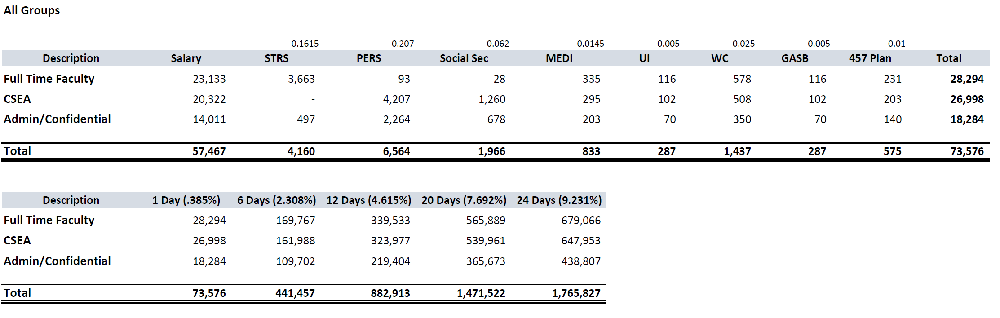 All Groups
0.1615 0.207 0.062 0.0145 0.005 0.025 0.005 0.01
Description Salary STRS PERS Social Sec MEDI UI WC GASB 457 Plan Total
Full Time Faculty 23,133 3,663 93 28 335 116 578 116 231 28,294
CSEA 20,322 - 4,207 1,260 295 102 508 102 203 26,998
Admin/Confidential 14,011 497 2,264 678 203 70 350 70 140 18,284
Total 57,467 4,160 6,564 1,966 833 287 1,437 287 575 73,576
Description 1 Day (.385%) 6 Days (2.308%) 12 Days (4.615%) 20 Days (7.692%) 24 Days (9.231%)
Full Time Faculty 28,294 169,767 339,533 565,889 679,066
CSEA 26,998 161,988 323,977 539,961 647,953
Admin/Confidential 18,284 109,702 219,404 365,673 438,807
Total 73,576 441,457 882,913 1,471,522 1,765,827